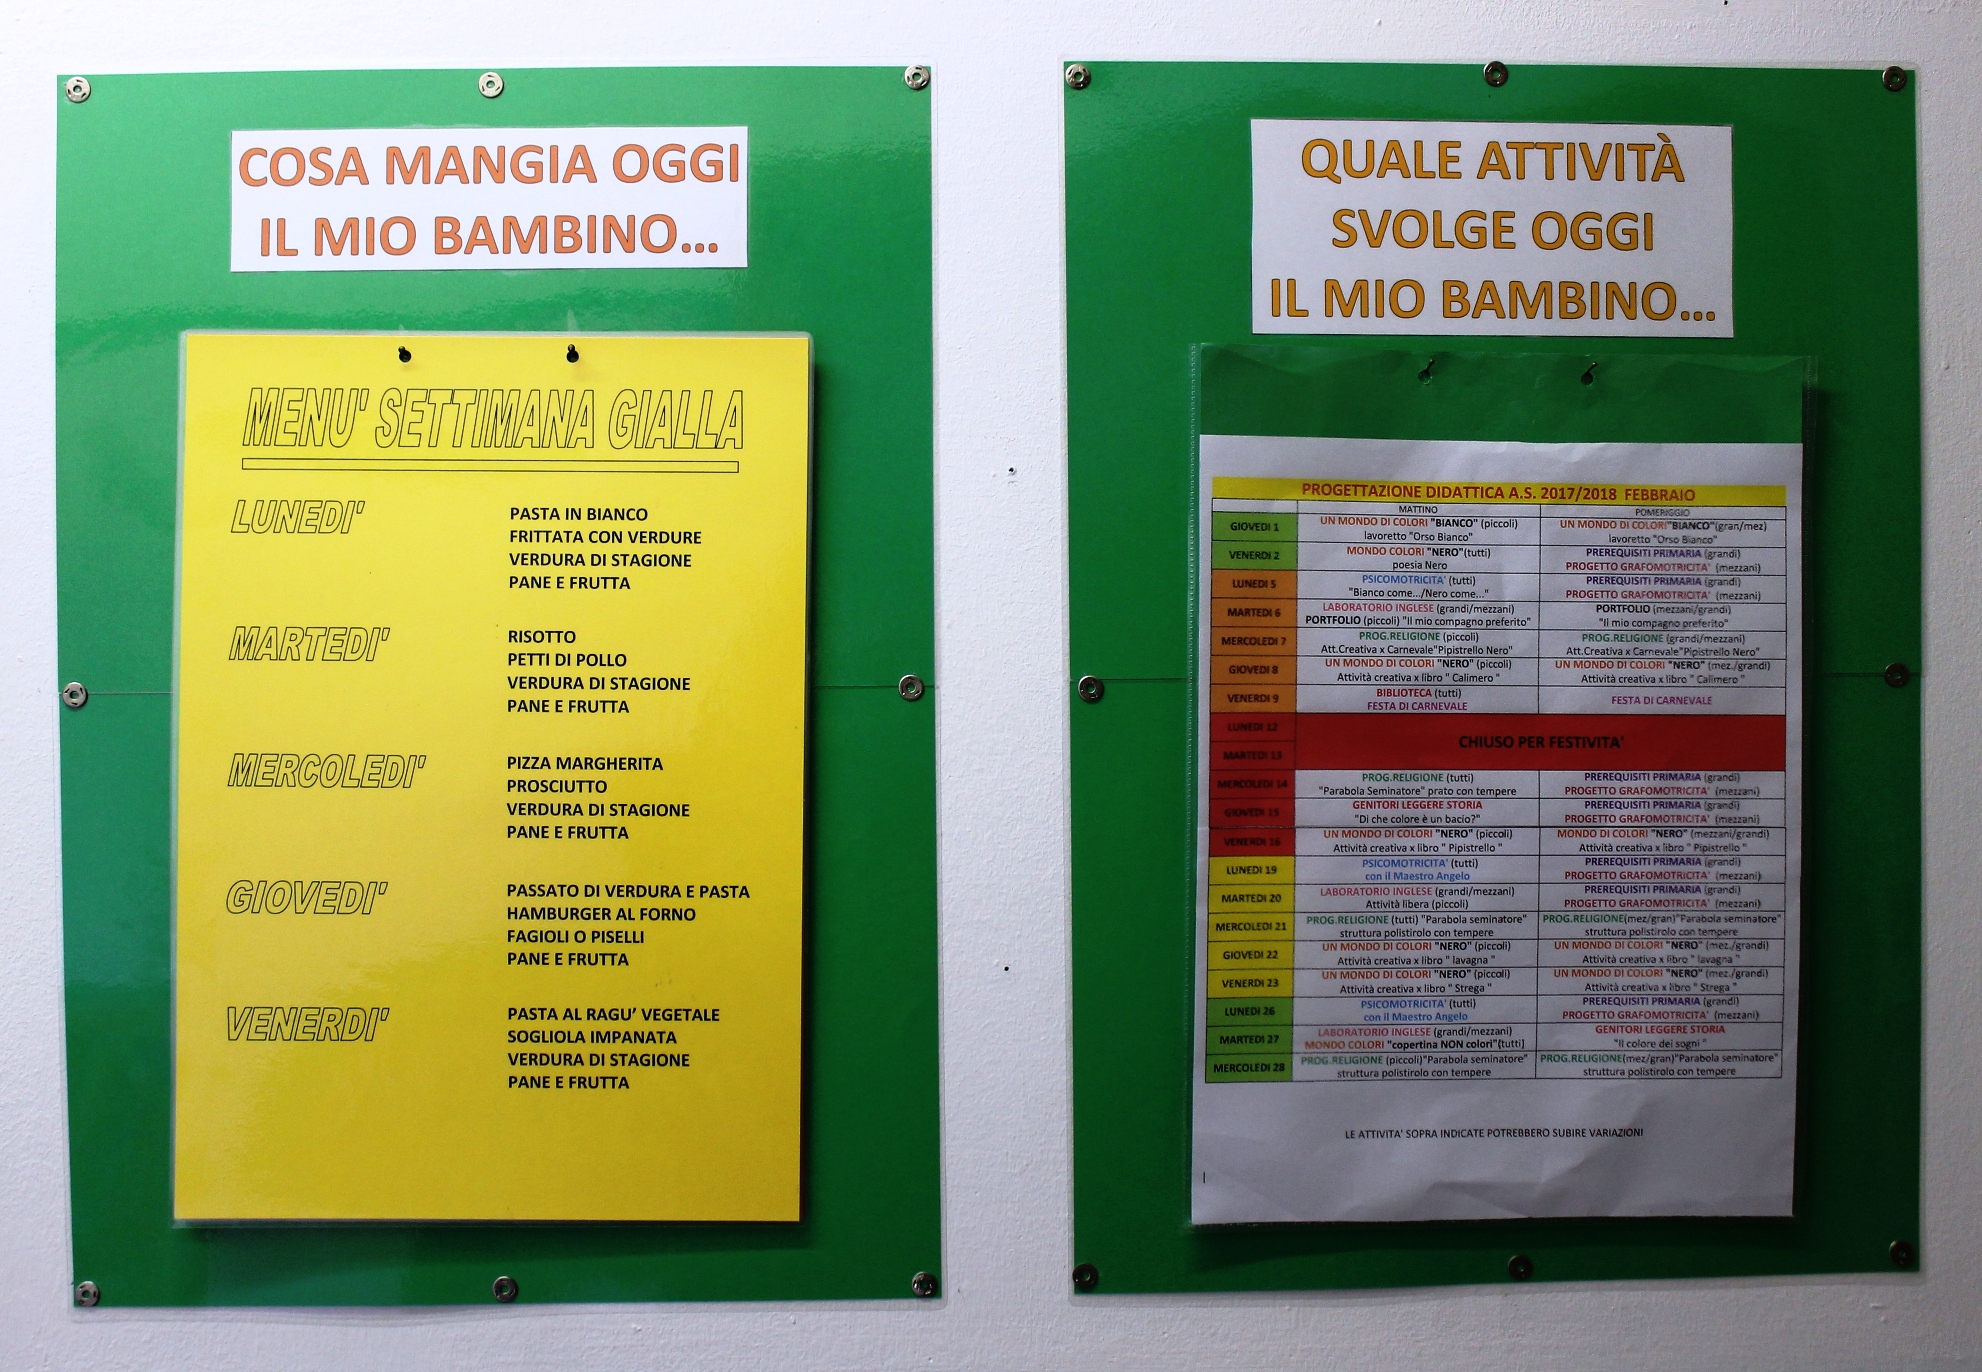 COSA MANGIA OGGI
IL MIO BAMBINO...
MENU' SETTIMANA GIALLA
LUNEDI'
PASTA IN BIANCO
FRITTATA CON VERDURE
VERDURA DI STAGIONE
PANE E FRUTTA
MARTEDI'
RISOTTO
PETTI DI POLLO
VERDURA DI STAGIONE
PANE E FRUTTA
MERCOLEDI'
PIZZA MARGHERITA
PROSCIUTTO
VERDURA DI STAGIONE
PANE E FRUTTA
GIOVEDI'
PASSATO DI VERDURA E PASTA
HAMBURGER AL FORNO
FAGIOLI O PISELLI
PANE E FRUTTA
VENERDI'
PASTA AL RAGU' VEGETALE
SOGLIOLA IMPANATA
VERDURA DI STAGIONE
PANE E FRUTTA
QUALE ATTIVITÀ
SVOLGE OGGI
IL MIO BAMBINO...
PROGETTAZIONE DIDATTICA A.S. 2017/2018 FEBBRAIO
MATTINO POMERIGGIO
GIOVEDI 1
UN MONDO DI COLORI "BIANCO" (piccoli)
lavoretto "Orso Bianco"
UN MONDO DI COLORI"BIANCO"(gran/mez)
lavoretto "Orso Bianco"
VENERDI 2
MONDO COLORI "NERO"(tutti)
poesia Nero
PREREQUISITI PRIMARIA (grandi)
PROGETTO GRAFOMOTRICITA' (mezzani)
LUNEDI 5
PSICOMOTRICITA' (tutti)
"Bianco come.../Nero come..."
PREREQUISITI PRIMARIA (grandi)
PROGETTO GRAFOMOTRICITA' (mezzani)
MARTEDI 6
LABORATORIO INGLESE (grandi/mezzani)
PORTFOLIO (piccoli) "Il mio compagno preferito"
PORTFOLIO (mezzani/grandi)
"Il mio compagno preferito"
MERCOLEDI 7
PROG.RELIGIONE (piccoli)
Att.Creativa x Carnevale"Pipistrello Nero"
PROG.RELIGIONE (grandi/mezzani)
Att.Creativa x Carnevale"Pipistrello Nero"
GIOVEDI 8
UN MONDO DI COLORI "NERO" (piccoli)
Attività creativa x libro " Calimero "
UN MONDO DI COLORI "NERO" (mez./grandi)
Attività creativa x libro " Calimero "
VENERDI 9
BIBLIOTECA (tutti)
FESTA DI CARNEVALE
FESTA DI CARNEVALE
LUNEDI 12
MARTEDI 13
CHIUSO PER FESTIVITA'
MERCOLEDI 14
PROG.RELIGIONE (tutti)
"Parabola Seminatore" prato con tempere
PREREQUISITI PRIMARIA (grandi)
PROGETTO GRAFOMOTRICITA' (mezzani)
GIOVEDI 15
GENITORI LEGGERE STORIA
"Di che colore è un bacio?"
PREREQUISITI PRIMARIA (grandi)
PROGETTO GRAFOMOTRICITA' (mezzani)
VENERDI 16
UN MONDO DI COLORI "NERO" (piccoli)
Attività creativa x libro " Pipistrello "
MONDO DI COLORI "NERO" (mezzani/grandi)
Attività creativa x libro " Pipistrello "
LUNEDI 19
PSICOMOTRICITA' (tutti)
con il Maestro Angelo
PREREQUISITI PRIMARIA (grandi)
PROGETTO GRAFOMOTRICITA' (mezzani)
MARTEDI 20
LABORATORIO INGLESE (grandi/mezzani)
Attività libera (piccoli)
PREREQUISITI PRIMARIA (grandi)
PROGETTO GRAFOMOTRICITA' (mezzani)
MERCOLEDI 21
PROG.RELIGIONE (tutti) "Parabola seminatore"
struttura polistirolo con tempere
PROG.RELIGIONE(mez/gran)"Parabola seminatore"
struttura polistirolo con tempere
GIOVEDI 22
UN MONDO DI COLORI "NERO" (piccoli)
Attività creativa x libro " lavagna "
UN MONDO DI COLORI "NERO" (mez./grandi)
Attività creativa x libro " lavagna "
VENERDI 23
UN MONDO DI COLORI "NERO" (piccoli)
Attività creativa x libro " Strega "
UN MONDO DI COLORI "NERO" (mez./grandi)
Attività creativa x libro " Strega "
LUNEDI 26
PSICOMOTRICITA' (tutti)
con il Maestro Angelo
PREREQUISITI PRIMARIA (grandi)
PROGETTO GRAFOMOTRICITA' (mezzani)
MARTEDI 27
LABORATORIO INGLESE (grandi/mezzani)
MONDO COLORI "copertina NON colori"(tutti)
GENITORI LEGGERE STORIA
"Il colore dei sogni "
MERCOLEDI 28
PROG.RELIGIONE (piccoli)"Parabola seminatore"
struttura polistirolo con tempere
PROG.RELIGIONE(mez/gran)"Parabola seminatore"
struttura polistirolo con tempere
LE ATTIVITA' SOPRA INDICATE POTREBBERO SUBIRE VARIAZIONI